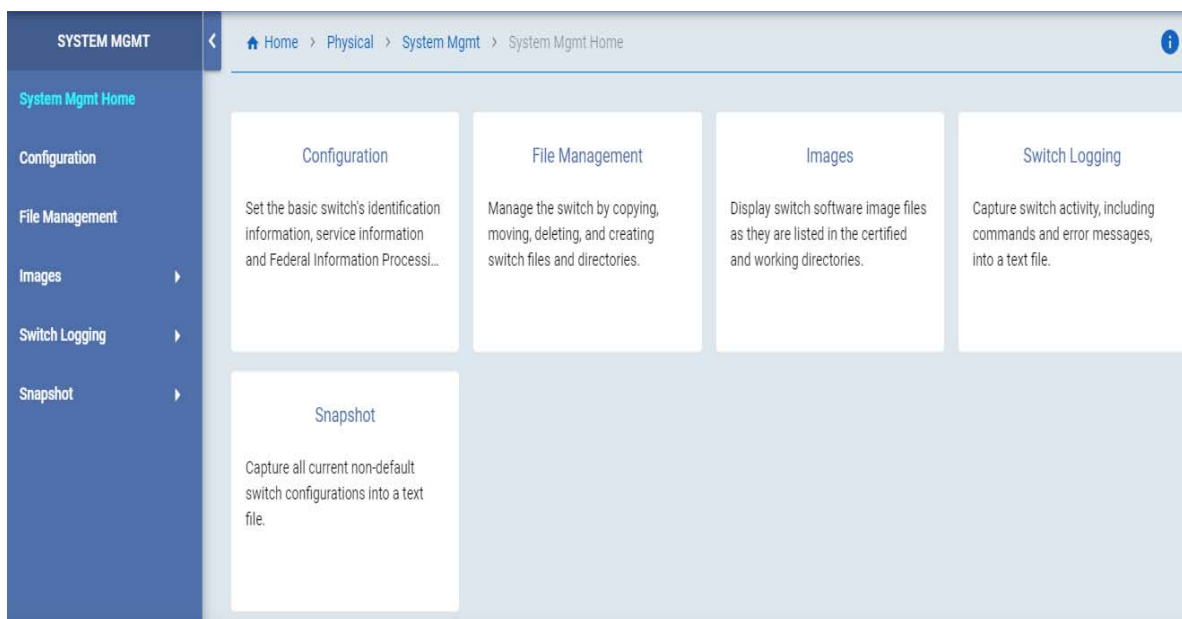 SYSTEM MGMT
Home > Physical > System Mgmt > System Mgmt Home
System Mgmt Home
Configuration
File Management
Images
Switch Logging
Snapshot
Configuration
Set the basic switch's identification
information, service information
and Federal Information Processi...
File Management
Manage the switch by copying,
moving, deleting, and creating
switch files and directories.
Images
Display switch software image files
as they are listed in the certified
and working directories.
Switch Logging
Capture switch activity, including
commands and error messages,
into a text file.
Snapshot
Capture all current non-default
switch configurations into a text
file.